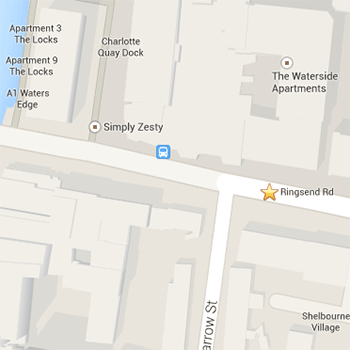 Apartment 3
The Locks
Charlotte
Quay Dock
Apartment 9
The Locks
The Waterside
Apartments
A1 Waters
Edge
Simply Zesty
Ringsend Rd
arrow St
Shelbourne
Village